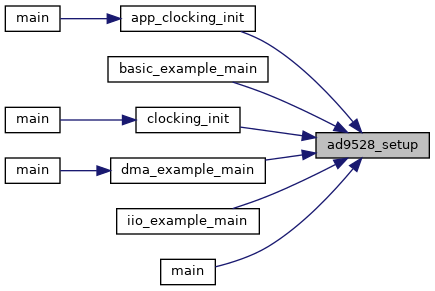 main
app_clocking_init
basic_example_main
main
clocking_init
ad9528_setup
main
dma_example_main
iio_example_main
main